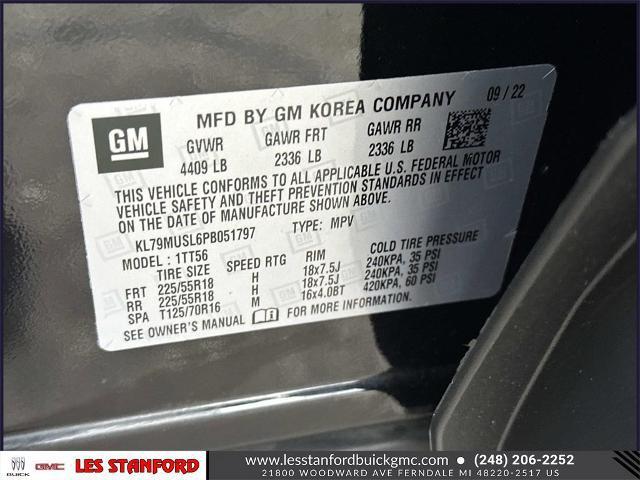 GM
MFD BY GM KOREA COMPANY 09 / 22
GVWR GAWR FRT GAWR RR
4409 LB 2336 LB 2336 LB
THIS VEHICLE CONFORMS TO ALL APPLICABLE U.S. FEDERAL MOTOR
VEHICLE SAFETY AND THEFT PREVENTION STANDARDS IN EFFECT
ON THE DATE OF MANUFACTURE SHOWN ABOVE.
KL79MUSL6PB051797 TYPE: MPV
MODEL : 1TT56
TIRE SIZE SPEED RTG RIM COLD TIRE PRESSURE
FRT 225/55R18 H 18x7.5J 240KPA, 35 PSI
RR 225/55R18 H 18x7.5J 240KPA, 35 PSI
SPA T125/70R16 M 16x4.0BT 420KPA, 60 PSI
SEE OWNER'S MANUAL FOR MORE INFORMATION.
BUICK GMC LES STANFORD
www.lesstanfordbuickgmc.com • (248) 206-2252
21800 WOODWARD AVE FERNDALE MI 48220-2517 US